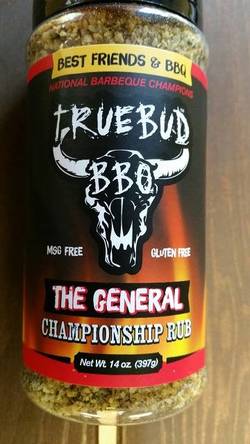 BEST FRIENDS & BBQ
NATIONAL BARBEQUE CHAMPIONS
TRUEBUD
BBQ
MSG FREE
GLUTEN FREE
THE GENERAL
CHAMPIONSHIP RUB
Net Wt. 14 oz. (397g)